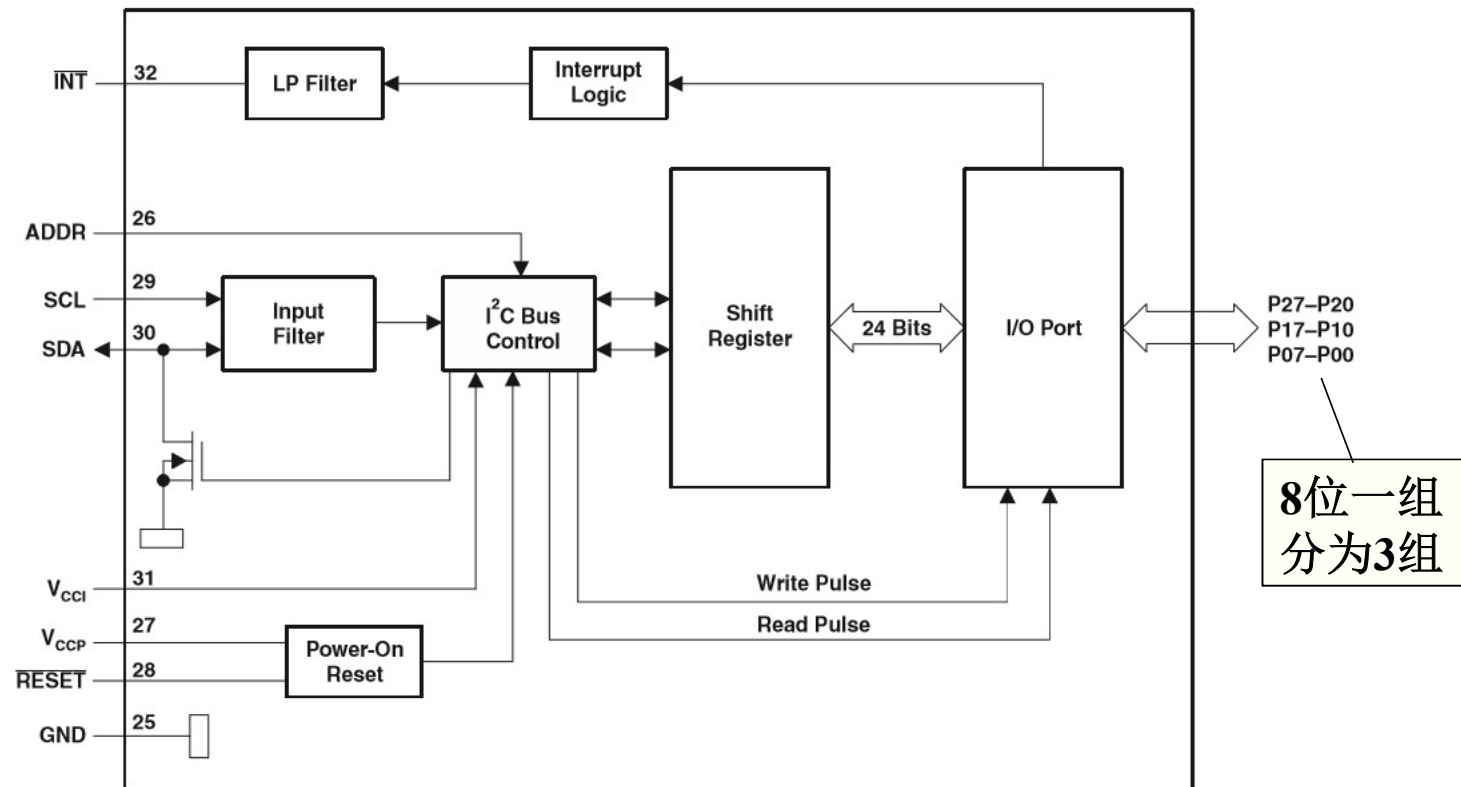 INT
32
LP Filter
Interrupt
Logic
ADDR
26
SCL
29
SDA
30
Input
Filter
I²C Bus
Control
Shift
Register
24 Bits
I/O Port
P27–P20
P17–P10
P07–P00
8位一组
分为3组
VCCI
31
Write Pulse
VCCP
27
Read Pulse
RESET
28
Power-On
Reset
GND
25